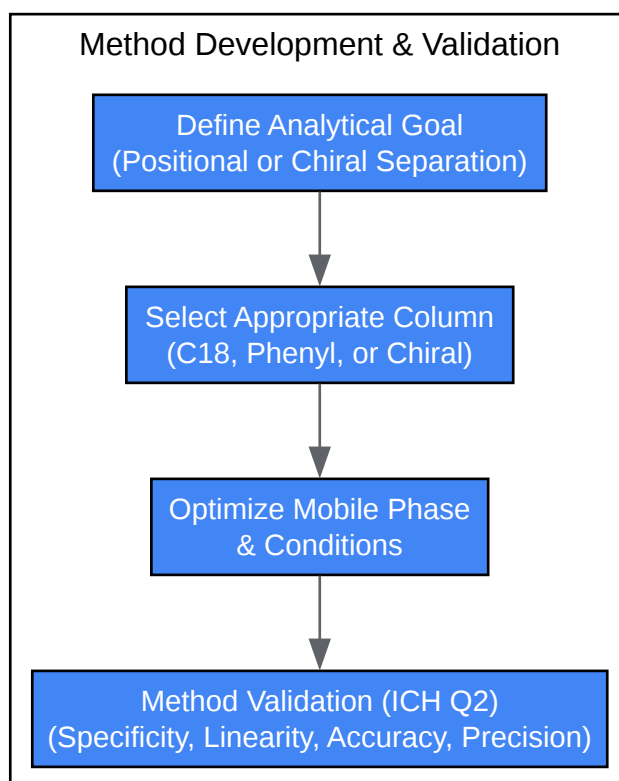 Method Development & Validation
Define Analytical Goal
(Positional or Chiral Separation)
Select Appropriate Column
(C18, Phenyl, or Chiral)
Optimize Mobile Phase
& Conditions
Method Validation (ICH Q2)
(Specificity, Linearity, Accuracy, Precision)